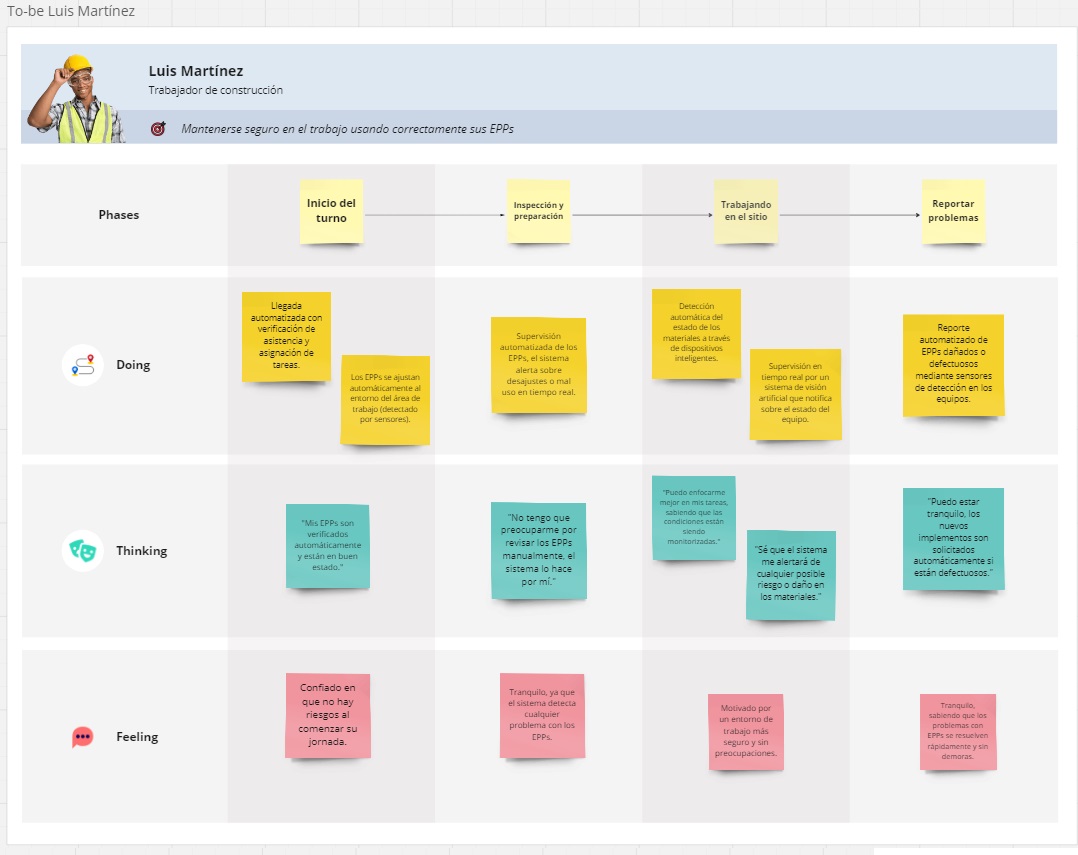 To-be Luis Martínez
Luis Martínez
Trabajador de construcción
Mantenerse seguro en el trabajo usando correctamente sus EPPs
Phases
Inicio del
turno
Inspección y
preparación
Trabajando
en el sitio
Reportar
problemas
Doing
Llegada
automatizada con
verificación de
asistencia y
asignación de
tareas.
Los EPPs se ajustan
automáticamente al
entorno del área de
trabajo (detectado
por sensores).
Supervisión
automatizada de los
EPPs, el sistema
alerta sobre
desajustes o mal
uso en tiempo real.
Detección
automática del
estado de los
materiales a través
de dispositivos
inteligentes.
Supervisión en
tiempo real por un
sistema de visión
artificial que notifica
sobre el estado del
equipo.
Reporte
automatizado de
EPPs dañados o
defectuosos
mediante sensores
de detección en los
equipos.
Thinking
"Mis EPPs son
verificados
automáticamente
y están en buen
estado."
"No tengo que
preocuparme por
revisar los EPPs
manualmente, el
sistema lo hace
por mí."
"Puedo enfocarme
mejor en mis tareas,
sabiendo que las
condiciones están
siendo
monitorizadas."
"Sé que el sistema
me alertará de
cualquier posible
riesgo o daño en
los materiales."
"Puedo estar
tranquilo, los
nuevos
implementos son
solicitados
automáticamente si
están defectuosos."
Feeling
Confiado en
que no hay
riesgos al
comenzar su
jornada.
Tranquilo, ya que
el sistema detecta
cualquier
problema con los
EPPs.
Motivado por
un entorno de
trabajo más
seguro y sin
preocupaciones.
Tranquilo,
sabiendo que los
problemas con
EPPs se resuelven
rápidamente y sin
demoras.